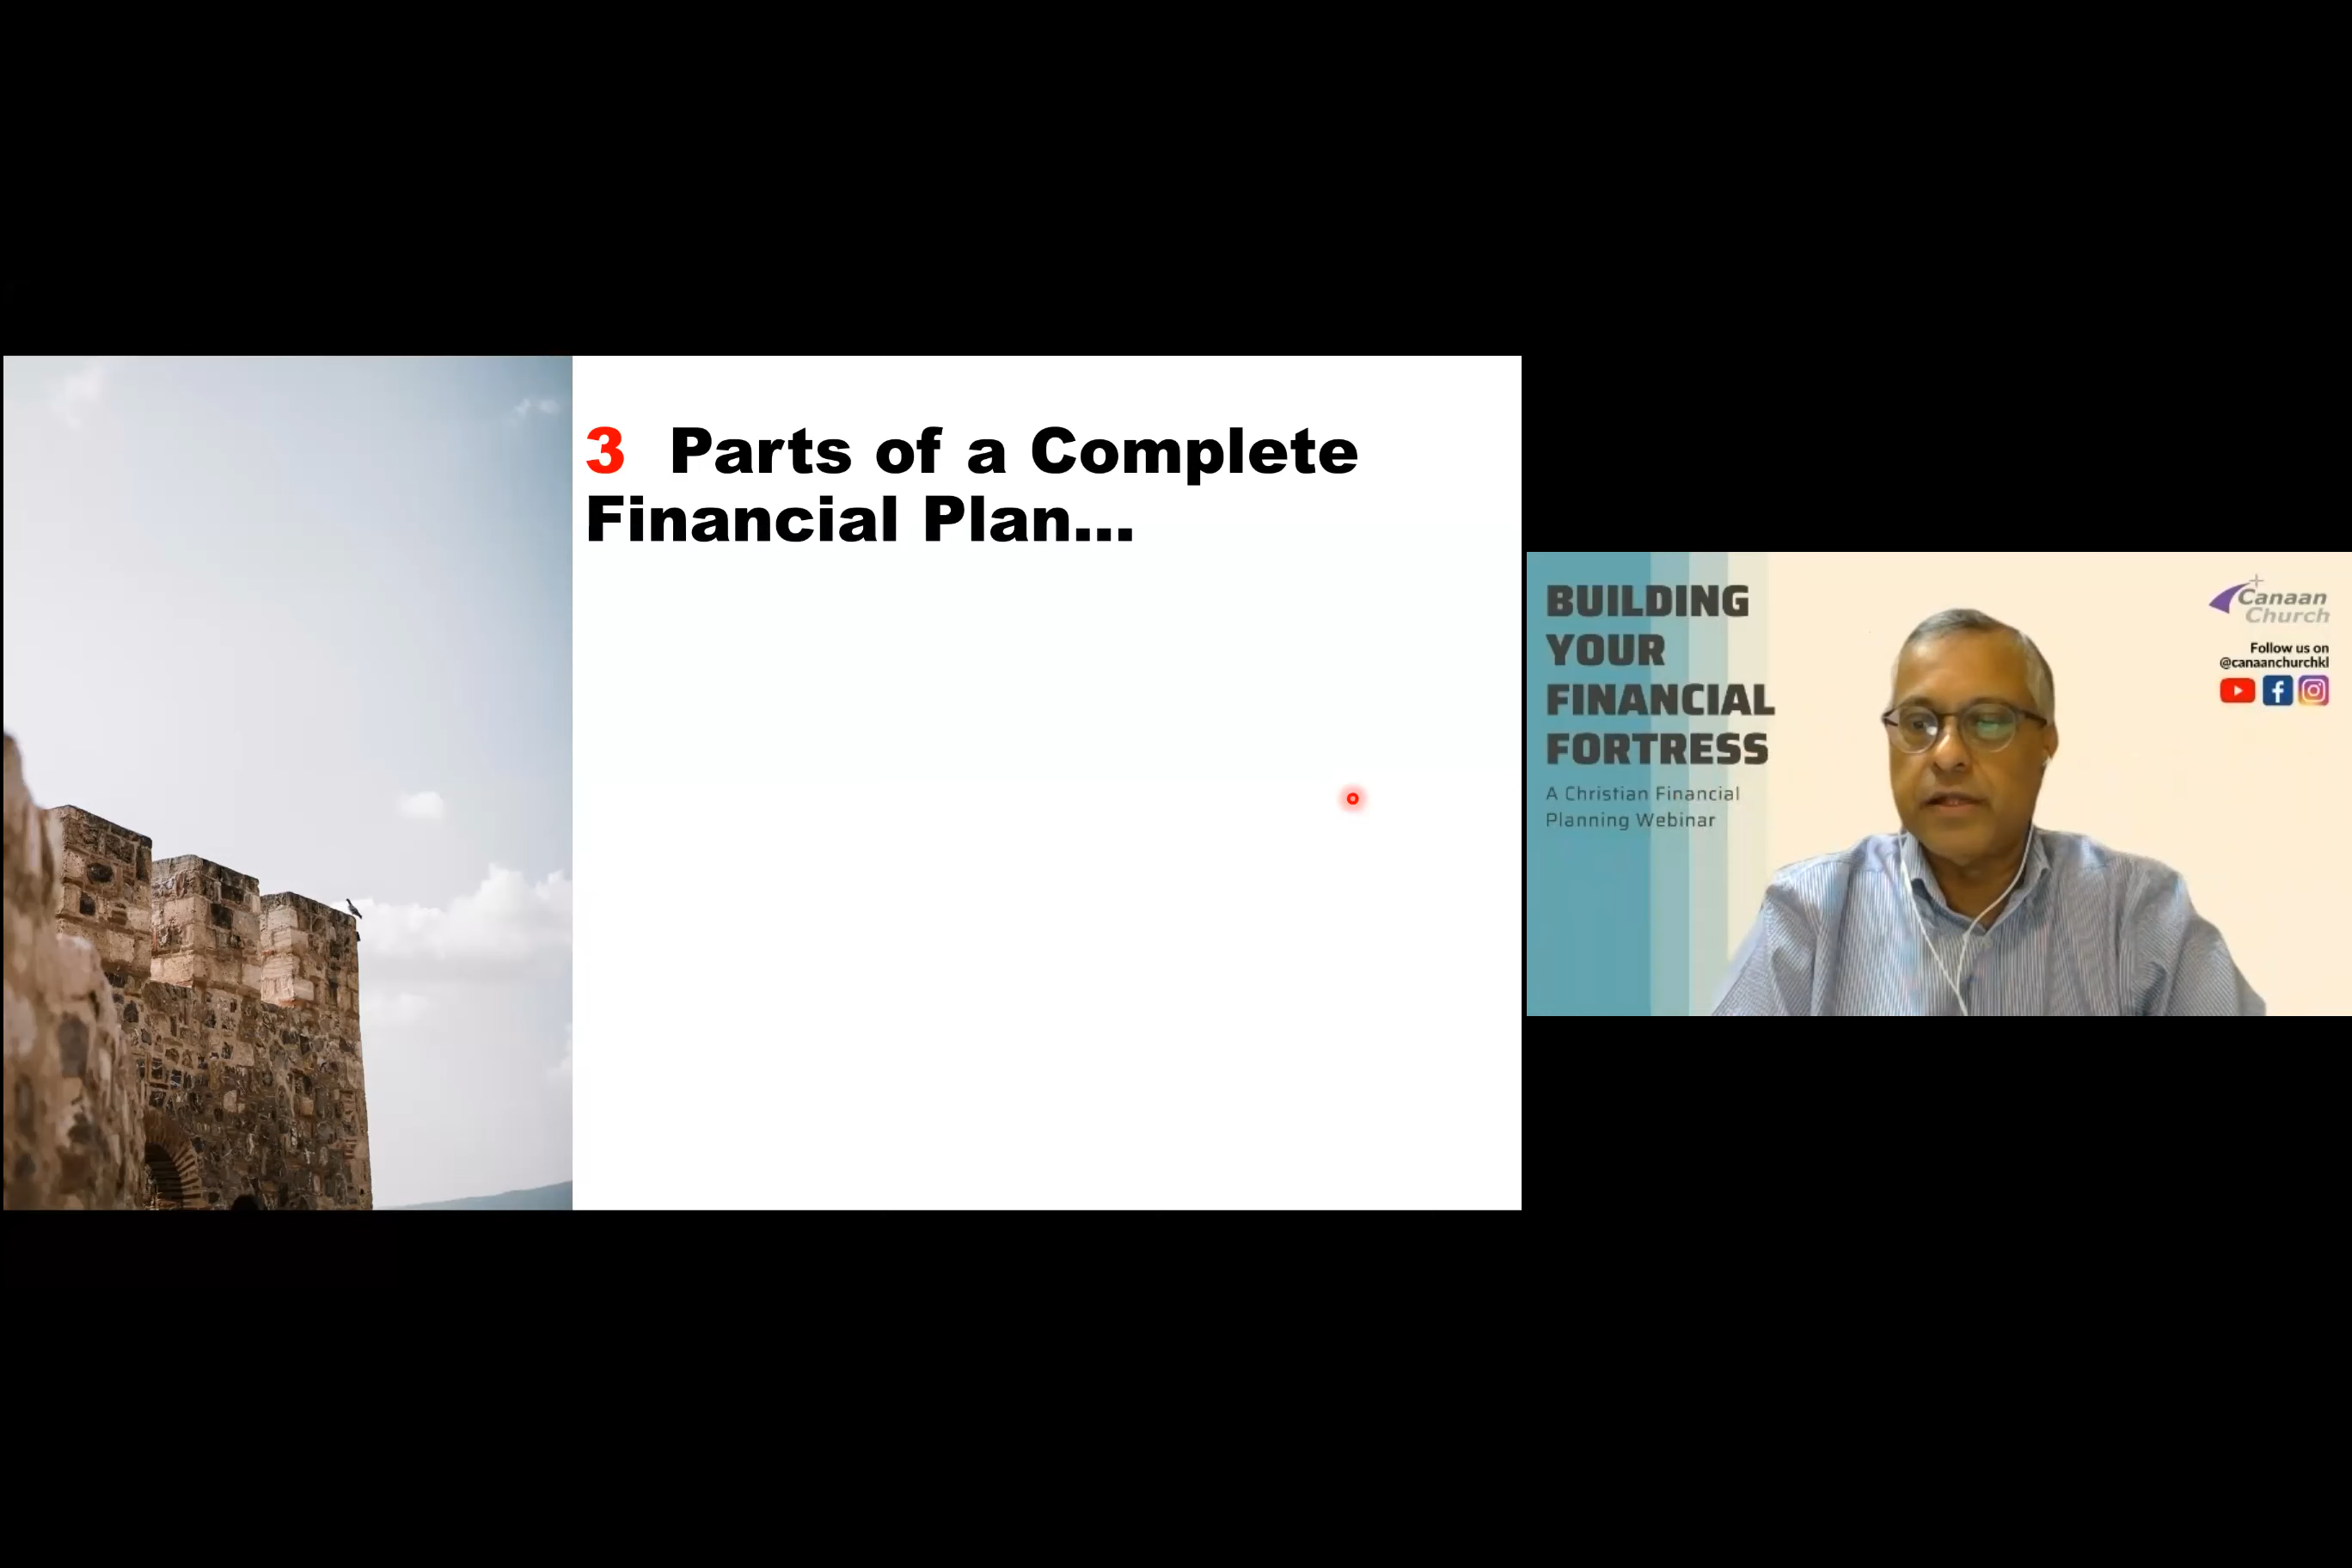 3 Parts of a Complete
Financial Plan...
BUILDING
YOUR
FINANCIAL
FORTRESS
A Christian Financial
Planning Webinar
Canaan
Church
Follow us on
@canaanchurchkl